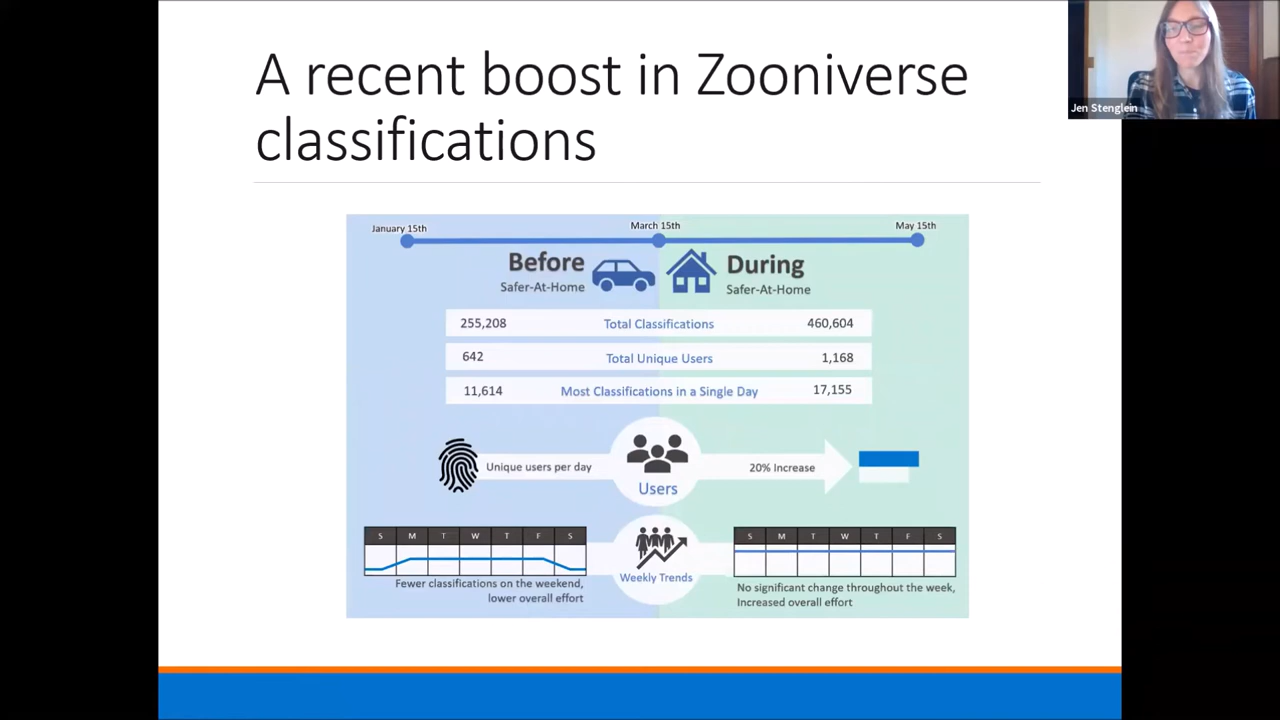 A recent boost in Zooniverse
classifications
Jen Stenglein
January 15th
March 15th
May 15th
Before
Safer-At-Home
During
Safer-At-Home
255,208 Total Classifications 460,604
642 Total Unique Users 1,168
11,614 Most Classifications in a Single Day 17,155
Unique users per day
Users
20% Increase
S M T W T F S
Fewer classifications on the weekend,
lower overall effort
Weekly Trends
S M T W T F S
No significant change throughout the week,
Increased overall effort